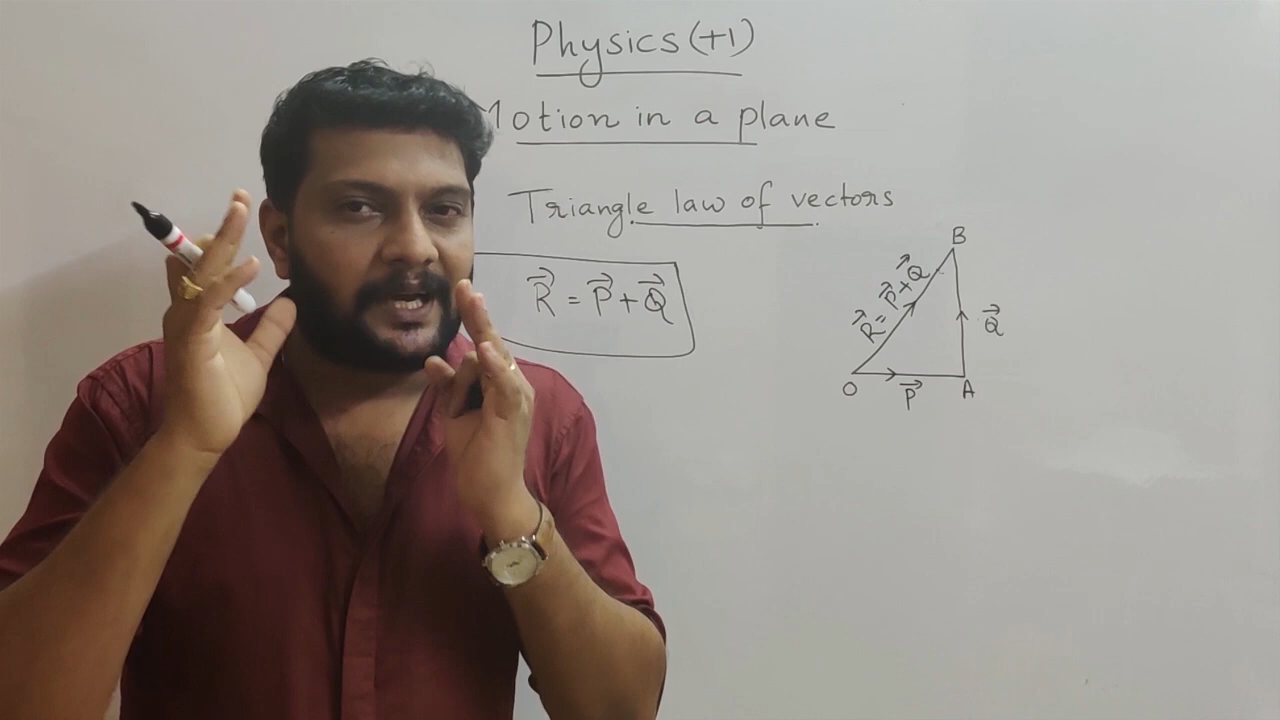 Physics (+1)
Motion in a plane
Triangle law of vectors
R⃗ = P⃗ + Q⃗
B
R⃗ = P⃗ + Q⃗
Q⃗
O
P⃗
A